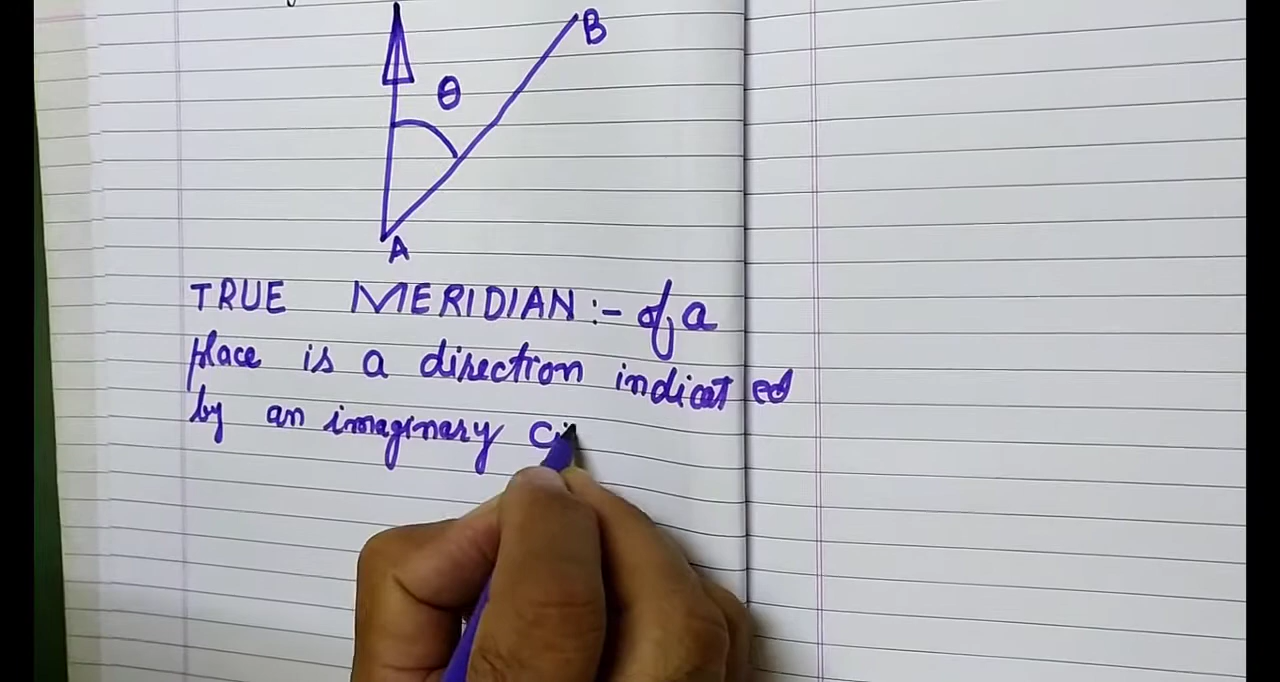 B
θ
A
TRUE MERIDIAN:- of a
place is a direction indicated
by an imaginary